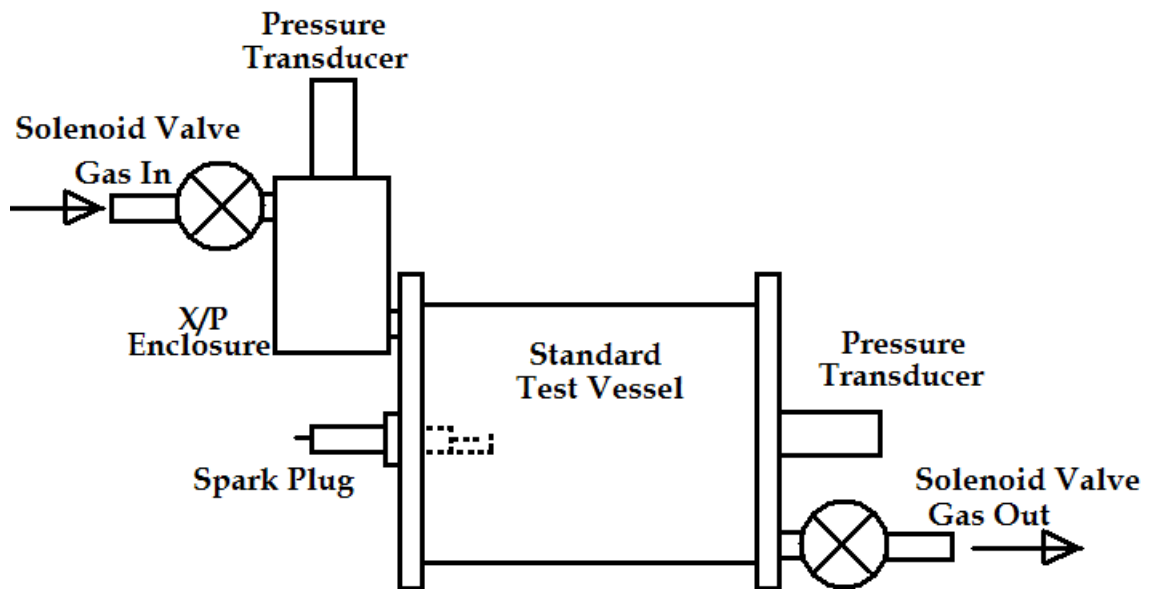 Pressure
Transducer
Solenoid Valve
Gas In
X/P
Enclosure
Standard
Test Vessel
Pressure
Transducer
Spark Plug
Solenoid Valve
Gas Out